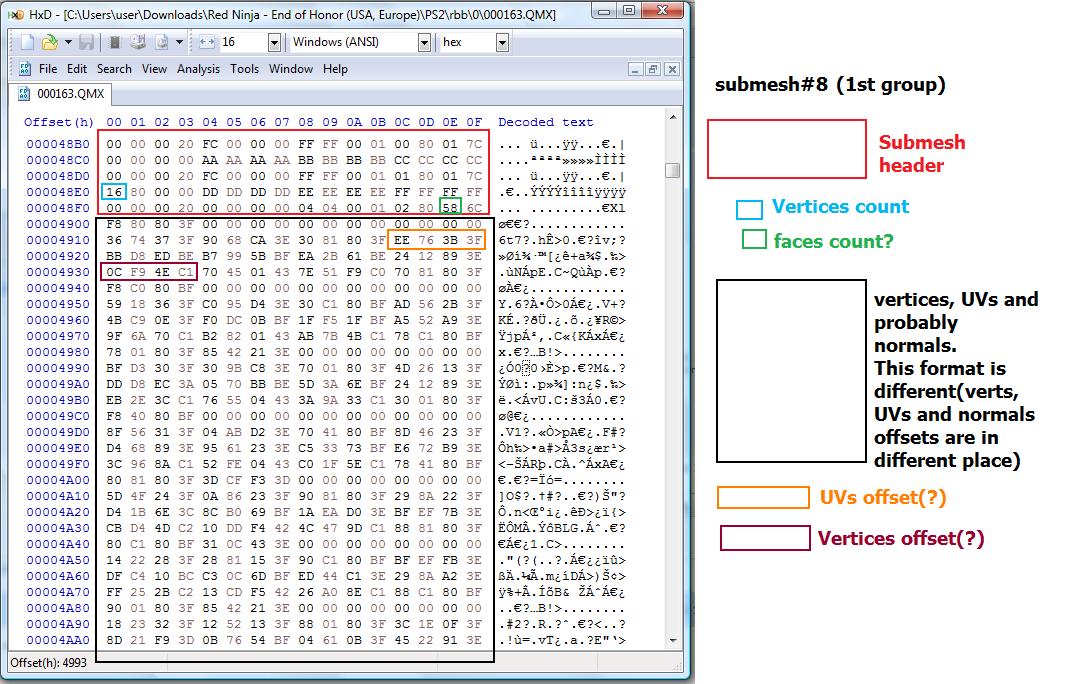 HxD - [C:\Users\user\Downloads\Red Ninja - End of Honor (USA, Europe)\PS2\rbb\0\000163.QMX]
16 Windows (ANSI) hex
File Edit Search View Analysis Tools Window Help
000163.QMX
Offset(h) 00 01 02 03 04 05 06 07 08 09 0A 0B 0C 0D 0E 0F Decoded text
000048B0 00 00 00 20 FC 00 00 00 FF FF 00 01 00 80 01 7C ... ü...ÿÿ...€.|
000048C0 00 00 00 00 AA AA AA AA BB BB BB BB CC CC CC CC ....ªªªª»»»»ÌÌÌÌ
000048D0 00 00 00 20 FC 00 00 00 FF FF 00 01 01 80 01 7C ... ü...ÿÿ...€.|
000048E0 16 80 00 00 DD DD DD DD EE EE EE EE FF FF FF FF .€..ÝÝÝÝîîîîÿÿÿÿ
000048F0 00 00 00 20 00 00 00 00 04 04 00 01 02 80 58 6C ... .........€Xl
00004900 F8 80 80 3F 00 00 00 00 00 00 00 00 00 00 00 00 ø€€?............
00004910 36 74 37 3F 90 68 CA 3E 30 81 80 3F EE 76 3B 3F 6t7?.hÊ>0.€?îv;?
00004920 BB D8 ED BE B7 99 5B BF EA 2B 61 BE 24 12 89 3E »Øí¾·™[¿ê+a¾$.‰>
00004930 0C F9 4E C1 70 45 01 43 7E 51 F9 C0 70 81 80 3F .ùNÁpE.C~QùÀp.€?
00004940 F8 C0 80 BF 00 00 00 00 00 00 00 00 00 00 00 00 øÀ€¿............
00004950 59 18 36 3F C0 95 D4 3E 30 C1 80 BF AD 56 2B 3F Y.6?À•Ô>0Á€¿.V+?
00004960 4B C9 0E 3F F0 DC 0B BF 1F F5 1F BF A5 52 A9 3E KÉ.?ðÜ.¿.õ.¿¥R©>
00004970 9F 6A 70 C1 B2 82 01 43 AB 7B 4B C1 78 C1 80 BF ŸjpÁ²‚.C«{KÁxÁ€¿
00004980 78 01 80 3F 85 42 21 3E 00 00 00 00 00 00 00 00 x.€?…B!>........
00004990 BF D3 30 3F 30 9B C8 3E 70 01 80 3F 4D 26 13 3F ¿Ó0?0›È>p.€?M&.?
000049A0 DD D8 EC 3A 05 70 BB BE 5D 3A 6E BF 24 12 89 3E ÝØì:.p»¾]:n¿$.‰>
000049B0 EB 2E 3C C1 76 55 04 43 3A 9A 33 C1 30 01 80 3F ë.<ÁvU.C:š3Á0.€?
000049C0 F8 40 80 BF 00 00 00 00 00 00 00 00 00 00 00 00 ø@€¿............
000049D0 8F 56 31 3F 04 AB D2 3E 70 41 80 BF 8D 46 23 3F .V1?.«Ò>pA€¿.F#?
000049E0 D4 68 89 3E 95 61 23 3E C5 33 73 BF E6 72 B9 3E Ôh‰>•a#>Å3s¿ær¹>
000049F0 3C 96 8A C1 52 FE 04 43 C0 1F 5E C1 78 41 80 BF <–ŠÁRþ.CÀ.^ÁxA€¿
00004A00 80 81 80 3F 3D CF F3 3D 00 00 00 00 00 00 00 00 €.€?=Ïó=........
00004A10 5D 4F 24 3F 0A 86 23 3F 90 81 80 3F 29 8A 22 3F ]O$?.†#?..€?)Š"?
00004A20 D4 1B 6E 3C 8C B0 69 BF 1A EA D0 3E BF EF 7B 3E Ô.n<Œ°i¿.êÐ>¿ï{>
00004A30 CB D4 4D C2 10 DD F4 42 4C 47 9D C1 88 81 80 3F ËÔMÂ.ÝôBLG.Áˆ.€?
00004A40 80 C1 80 BF 31 0C 43 3E 00 00 00 00 00 00 00 00 €Á€¿1.C>........
00004A50 14 22 28 3F 28 81 15 3F 90 C1 80 BF BF EF FB 3E ."(?(..?.Á€¿¿ïû>
00004A60 DF C4 10 BC C3 0C 6D BF ED 44 C1 3E 29 8A A2 3E ßÄ.¼Ã.m¿íDÁ>)Š¢>
00004A70 FF 25 2B C2 13 CD F5 42 26 A0 8E C1 88 C1 80 BF ÿ%+Â.ÍõB& ŽÁˆÁ€¿
00004A80 90 01 80 3F 85 42 21 3E 00 00 00 00 00 00 00 00 ..€?…B!>........
00004A90 18 23 32 3F 12 52 13 3F 88 01 80 3F 3C 1E 0F 3F .#2?.R.?ˆ.€?<..?
00004AA0 8D 21 F9 3D 0B 76 54 BF 04 61 0B 3F 45 22 91 3E .!ù=.vT¿.a.?E"‘>
Offset(h): 4993
submesh#8 (1st group)
Submesh
header
Vertices count
faces count?
vertices, UVs and
probably
normals.
This format is
different(verts,
UVs and normals
offsets are in
different place)
UVs offset(?)
Vertices offset(?)